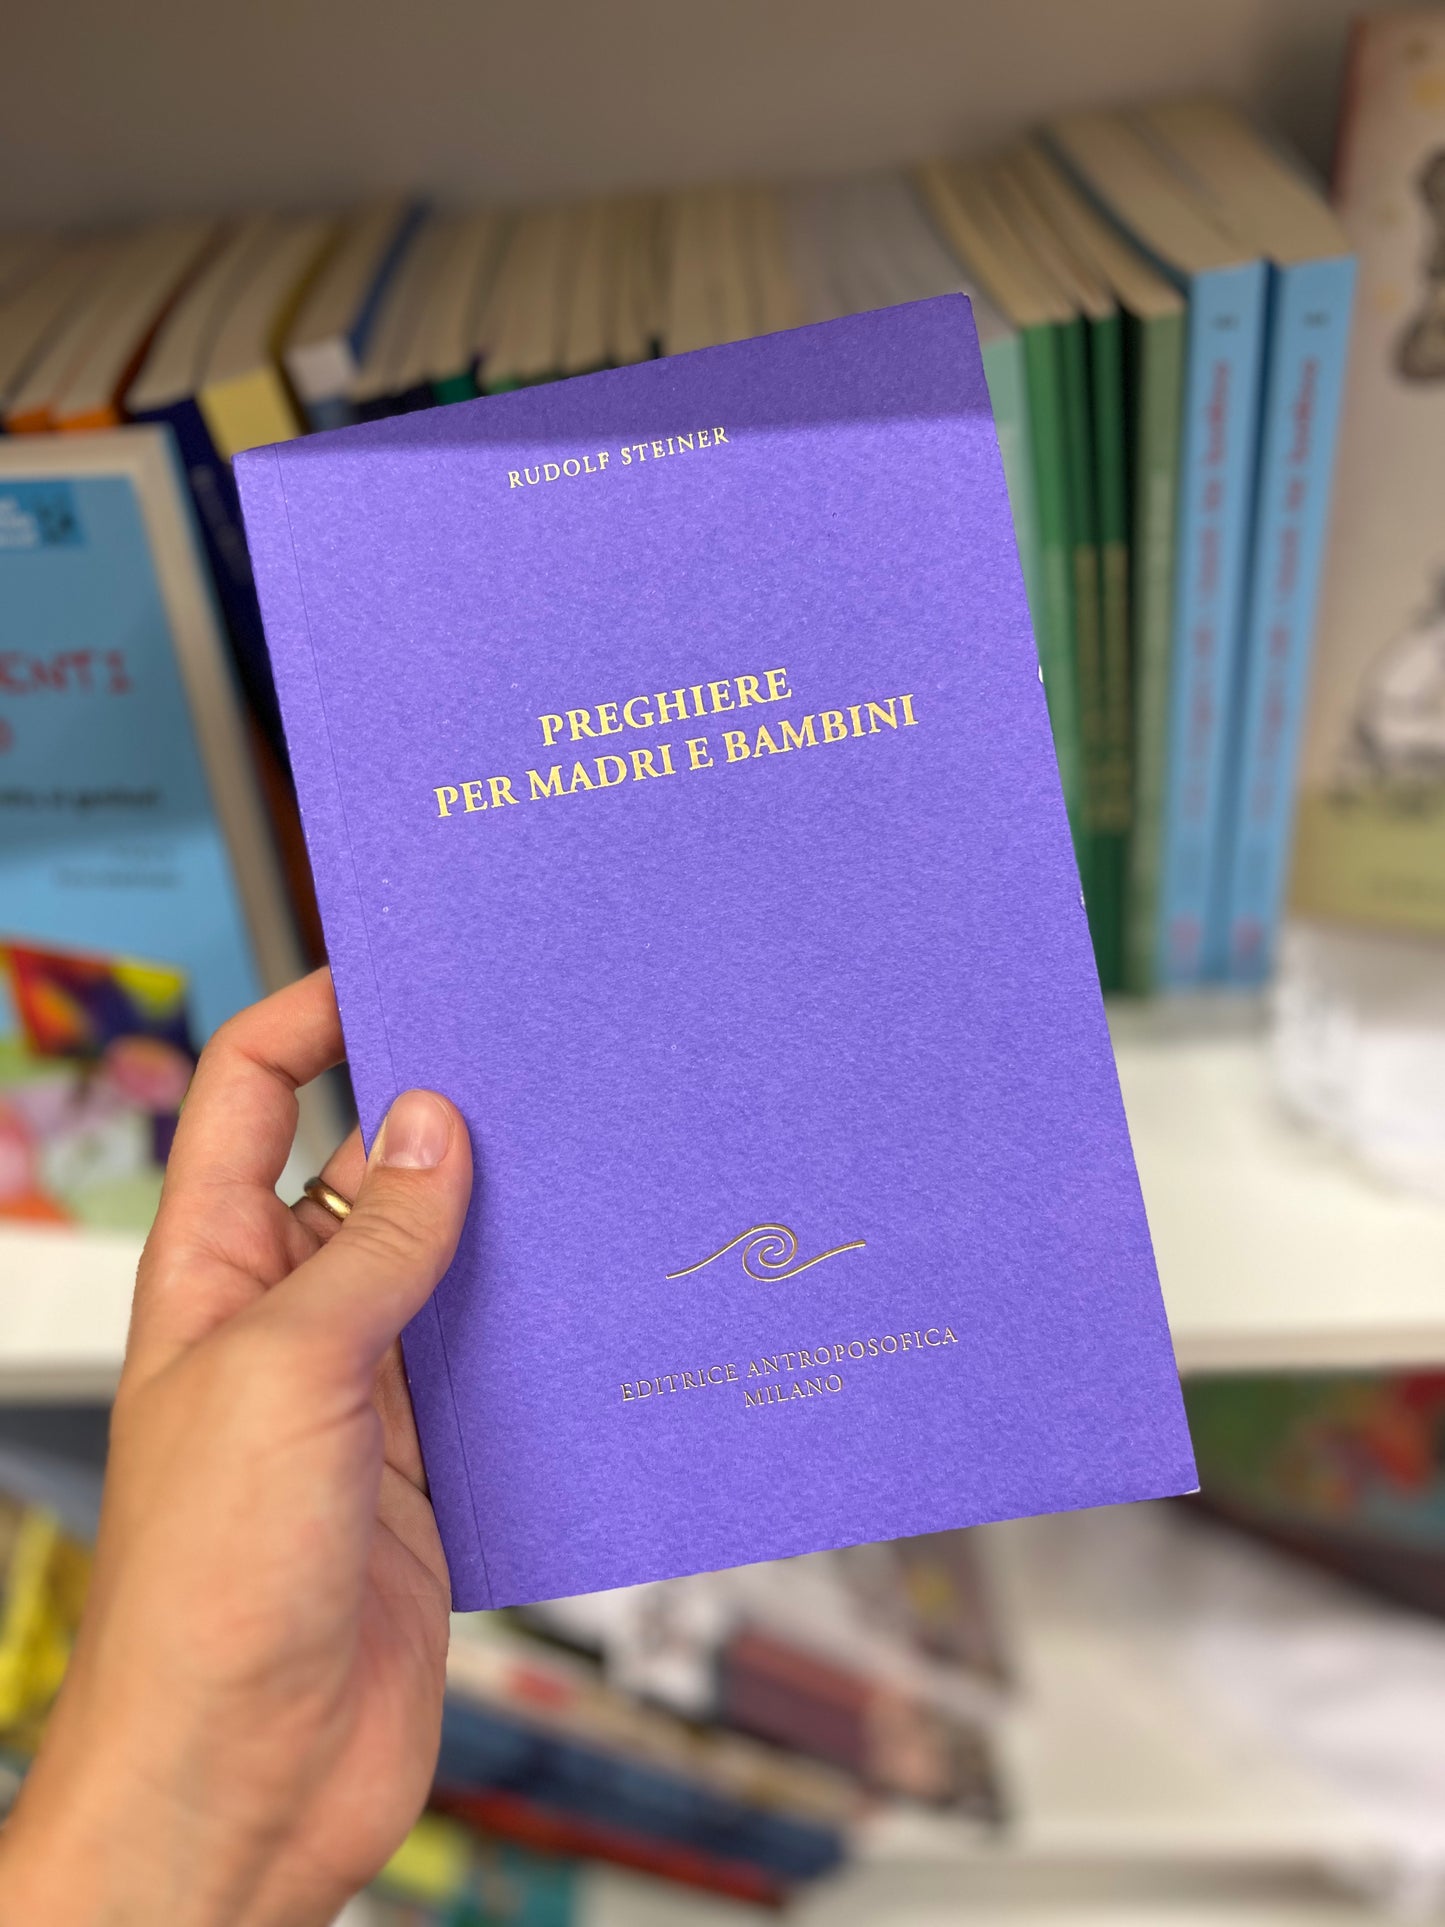 RUDOLF STEINER
PREGHIERE
PER MADRI E BAMBINI
EDITRICE ANTROPOSOFICA
MILANO